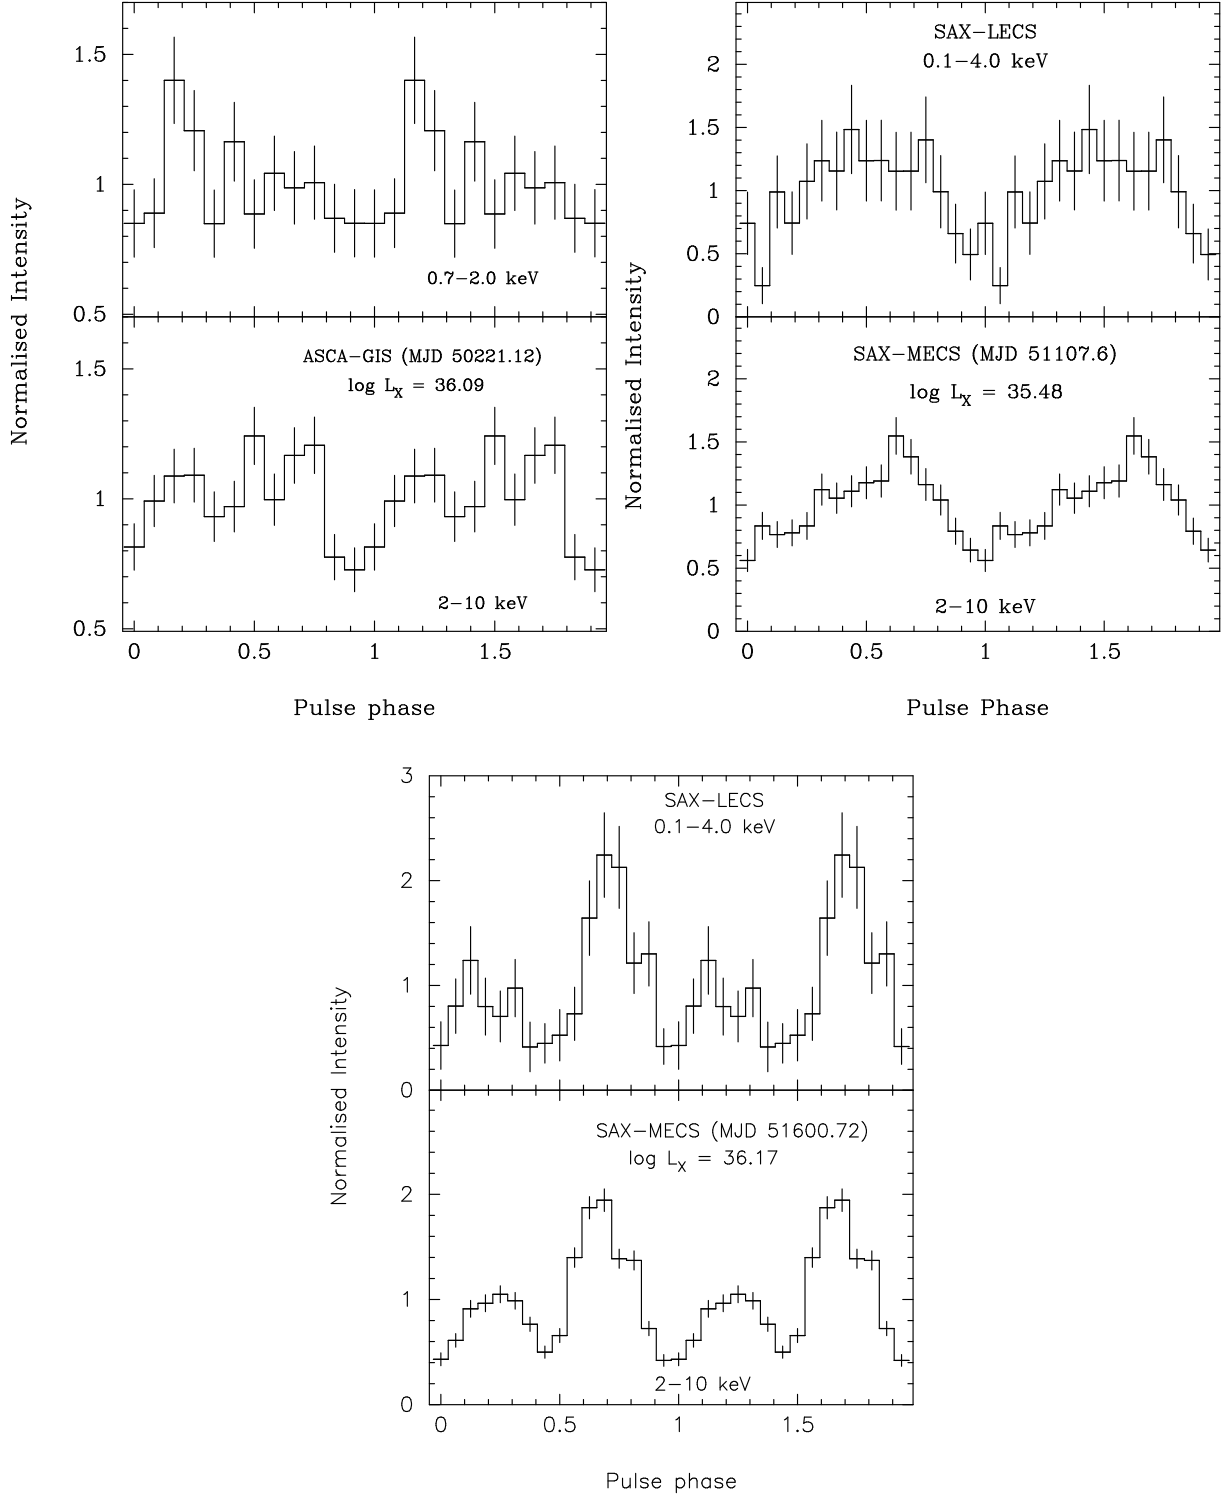 Normalised Intensity
1.5
1
0.5
0.7−2.0 keV
ASCA−GIS (MJD 50221.12)
log LX = 36.09
1.5
1
0.5
2−10 keV
0
0.5
1
1.5
Pulse phase
Normalised Intensity
SAX−LECS
0.1−4.0 keV
2
1.5
1
0.5
0
SAX−MECS (MJD 51107.6)
log LX = 35.48
2
1.5
1
0.5
0
2−10 keV
0
0.5
1
1.5
Pulse Phase
Normalised Intensity
SAX−LECS
0.1−4.0 keV
3
2
1
0
SAX−MECS (MJD 51600.72)
log LX = 36.17
2
1
0
2−10 keV
0
0.5
1
1.5
Pulse phase